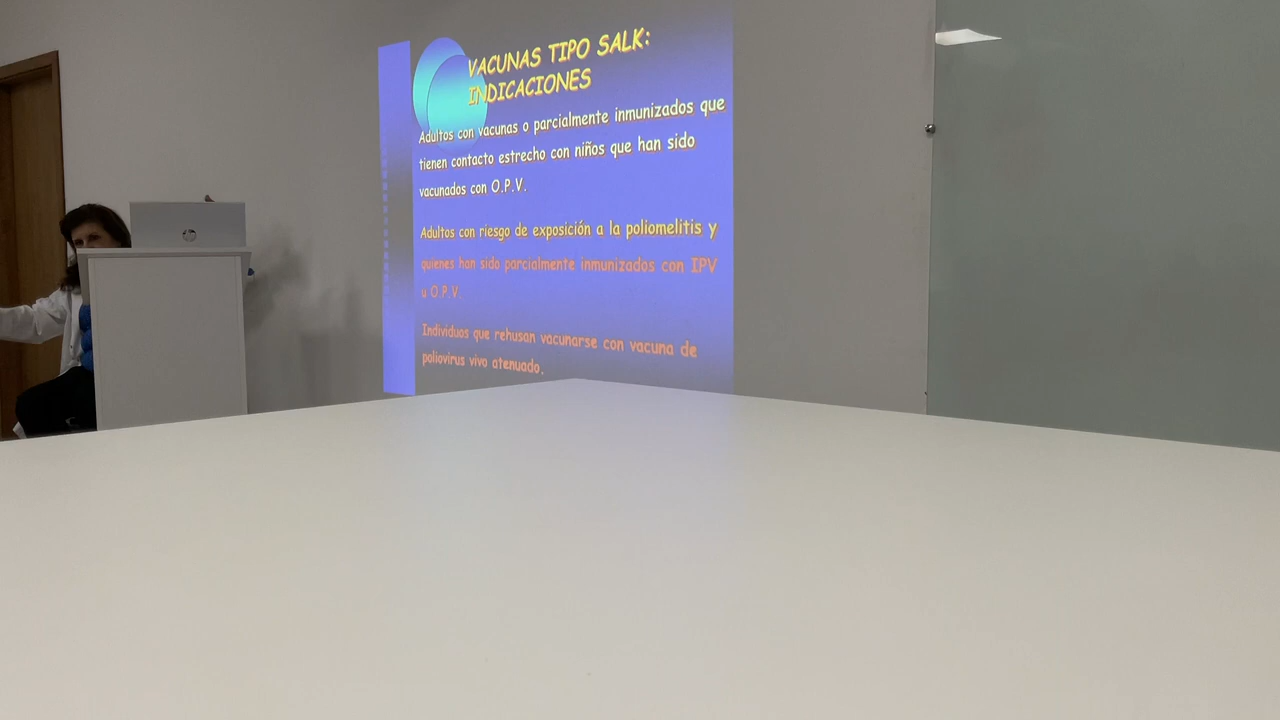 VACUNAS TIPO SALK:
INDICACIONES
Adultos con vacunas o parcialmente inmunizados que
tienen contacto estrecho con niños que han sido
vacunados con O.P.V.
Adultos con riesgo de exposición a la poliomelitis y
quienes han sido parcialmente inmunizados con IPV
u O.P.V.
Individuos que rehusan vacunarse con vacuna de
poliovirus vivo atenuado.